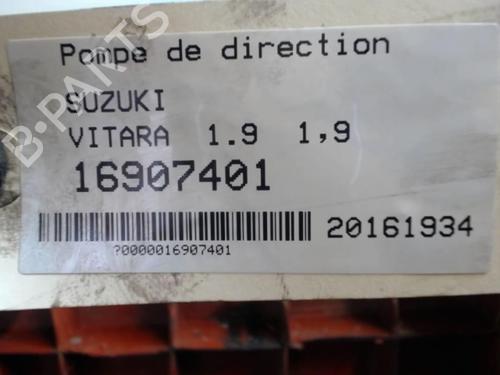 Pompe de direction
SUZUKI
VITARA 1.9 1,9
16907401
20161934
?0000016907401
B-PARTS